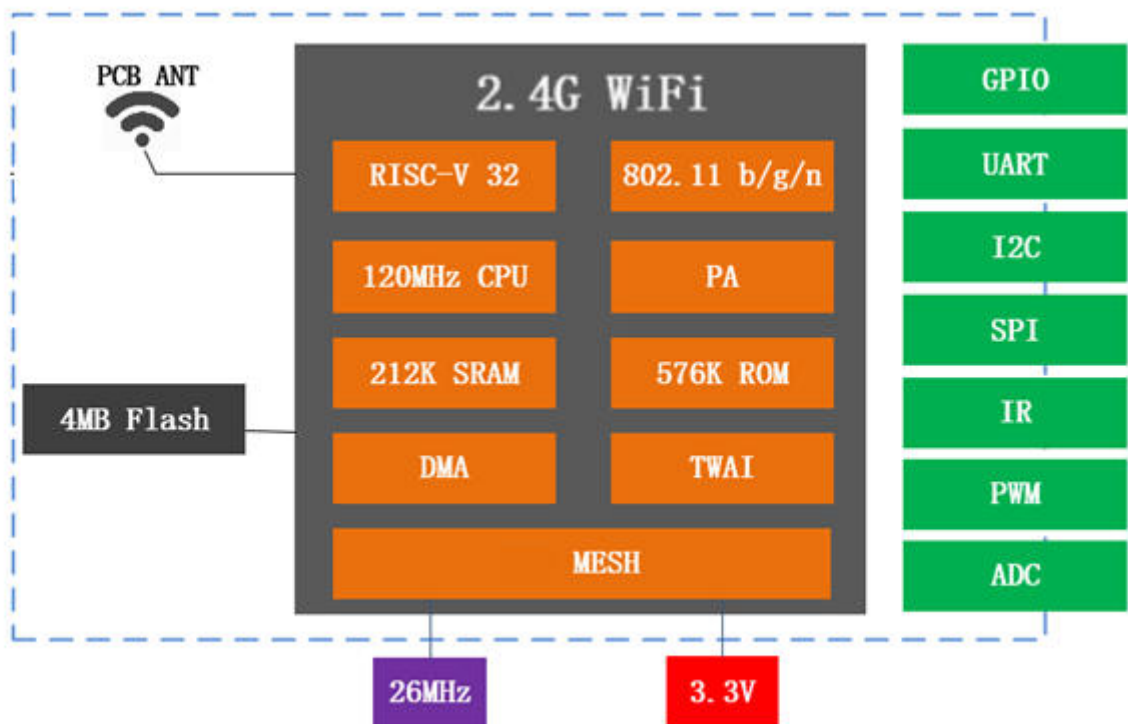 PCB ANT
2.4G WiFi
RISC-V 32
802.11 b/g/n
120MHz CPU
PA
212K SRAM
576K ROM
DMA
TWAI
MESH
4MB Flash
GPIO
UART
I2C
SPI
IR
PWM
ADC
26MHz
3.3V